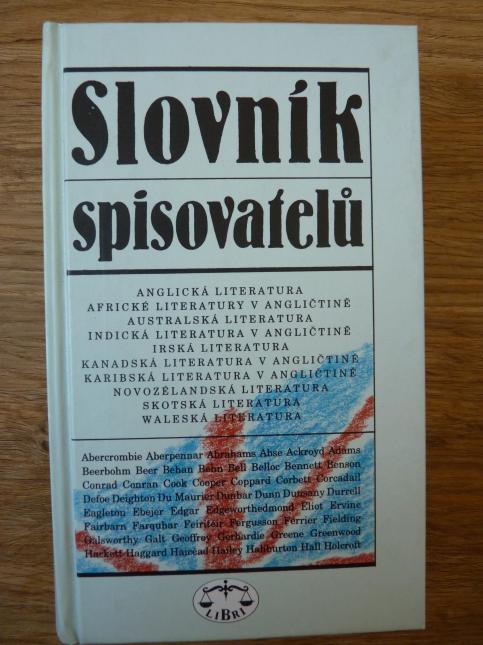 Slovník
spisovatelů
ANGLICKÁ LITERATURA
AFRICKÉ LITERATURY V ANGLIČTINĚ
AUSTRALSKÁ LITERATURA
INDICKÁ LITERATURA V ANGLIČTINĚ
IRSKÁ LITERATURA
KANADSKÁ LITERATURA V ANGLIČTINĚ
KARIBSKÁ LITERATURA V ANGLIČTINĚ
NOVOZÉLANDSKÁ LITERATURA
SKOTSKÁ LITERATURA
WALESKÁ LITERATURA
Abercrombie Aberpennar Abrahams Abse Ackroyd Adams
Beerbohm Beer Behan Behn Bell Belloc Bennett Benson
Conrad Conran Cook Cooper Coppard Corbett Corcadail
Defoe Deighton Du Maurier Dunbar Dunn Dunsany Durrell
Eagleton Ebejer Edgar Edgeworthedmond Eliot Ervine
Fairbarn Farquhar Feiritéir Fergusson Ferrier Fielding
Galsworthy Galt Geoffrey Gerhardie Greene Greenwood
Hackett Haggard Haicéad Hailey Haliburton Hall Holcroft
LIBRI